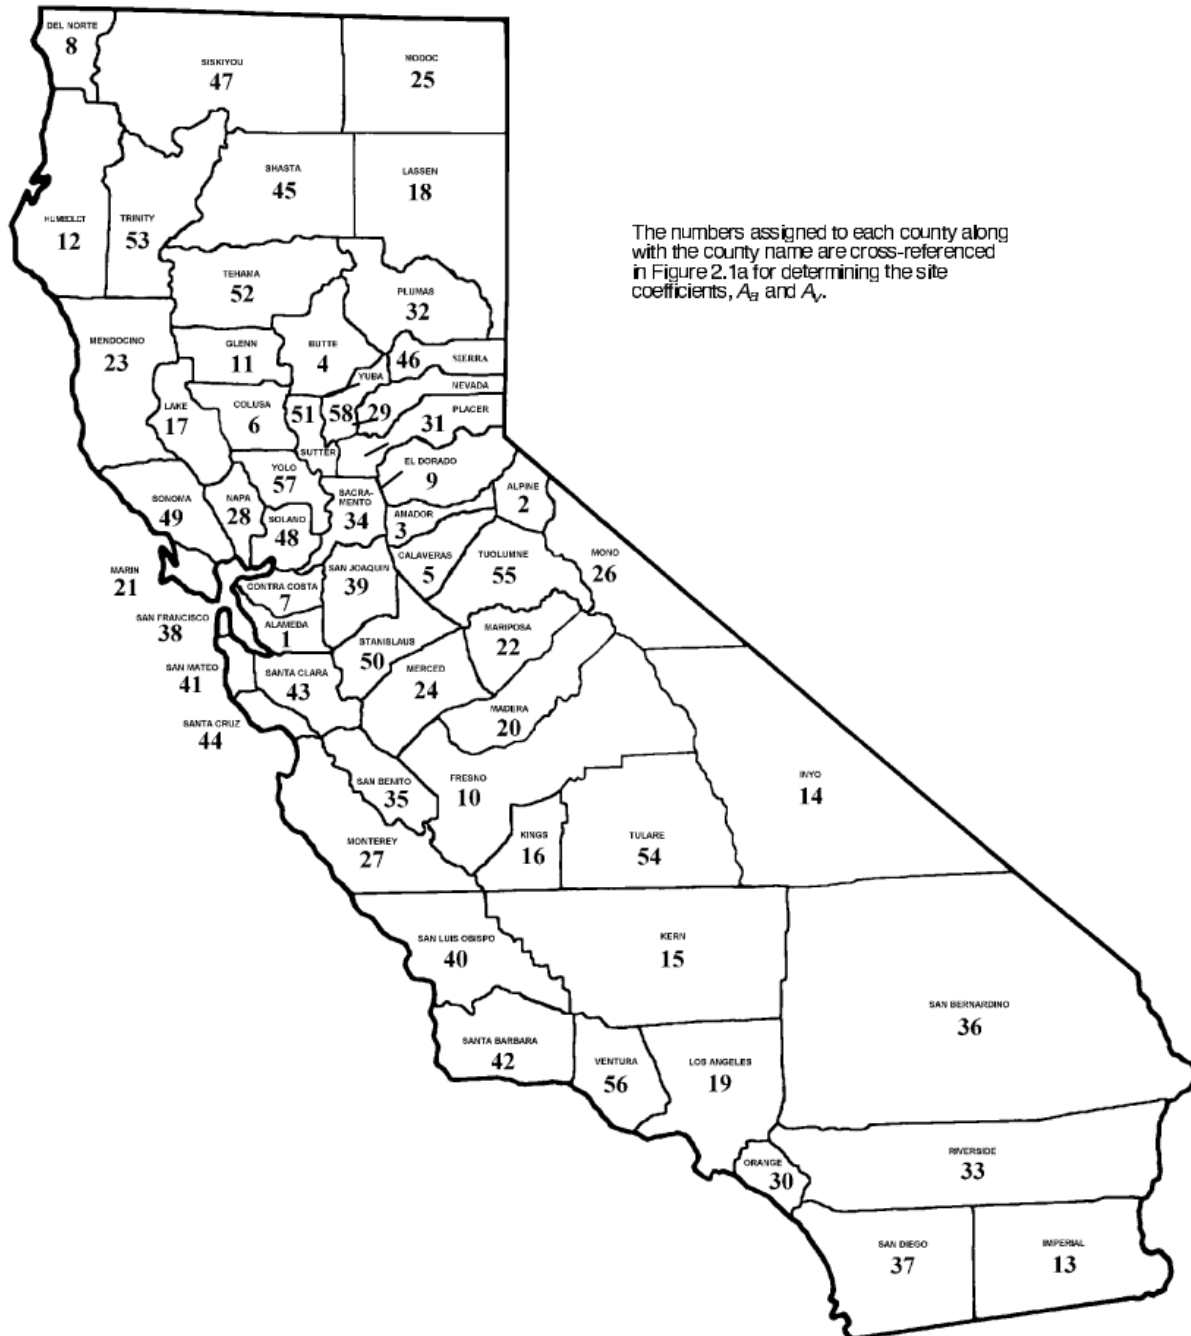 DEL NORTE
8
SISKIYOU
47
MODOC
25
SHASTA
45
LASSEN
18
HUMBOLCT
12
TRINITY
53
The numbers assigned to each county along
with the county name are cross-referenced
in Figure 2.1a for determining the site
coefficients, Aa and Av.
TEHAMA
52
PLUMAS
32
MENDOCINO
23
GLENN
11
BUTTE
4
46
SIERRA
YUBA
NEVADA
LAKE
17
COLUSA
6
51
58
29
PLACER
31
SUTTER
YOLO
57
EL DORADO
9
SONOMA
49
NAPA
28
SOLANO
48
SACRA-
MENTO
34
AMADOR
3
ALPINE
2
MARIN
21
CONTRA COSTA
7
SAN JOAQUIN
39
CALAVERAS
5
TUOLUMNE
55
MONO
26
SAN FRANCISCO
38
ALAMEDA
1
STANISLAUS
50
MARIPOSA
22
SAN MATEO
41
SANTA CLARA
43
MERCED
24
SANTA CRUZ
44
MADERA
20
SAN BENITO
35
FRESNO
10
INYO
14
MONTEREY
27
KINGS
16
TULARE
54
SAN LUIS OBISPO
40
KERN
15
SAN BERNARDINO
36
SANTA BARBARA
42
VENTURA
56
LOS ANGELES
19
ORANGE
30
RIVERSIDE
33
SAN DIEGO
37
IMPERIAL
13